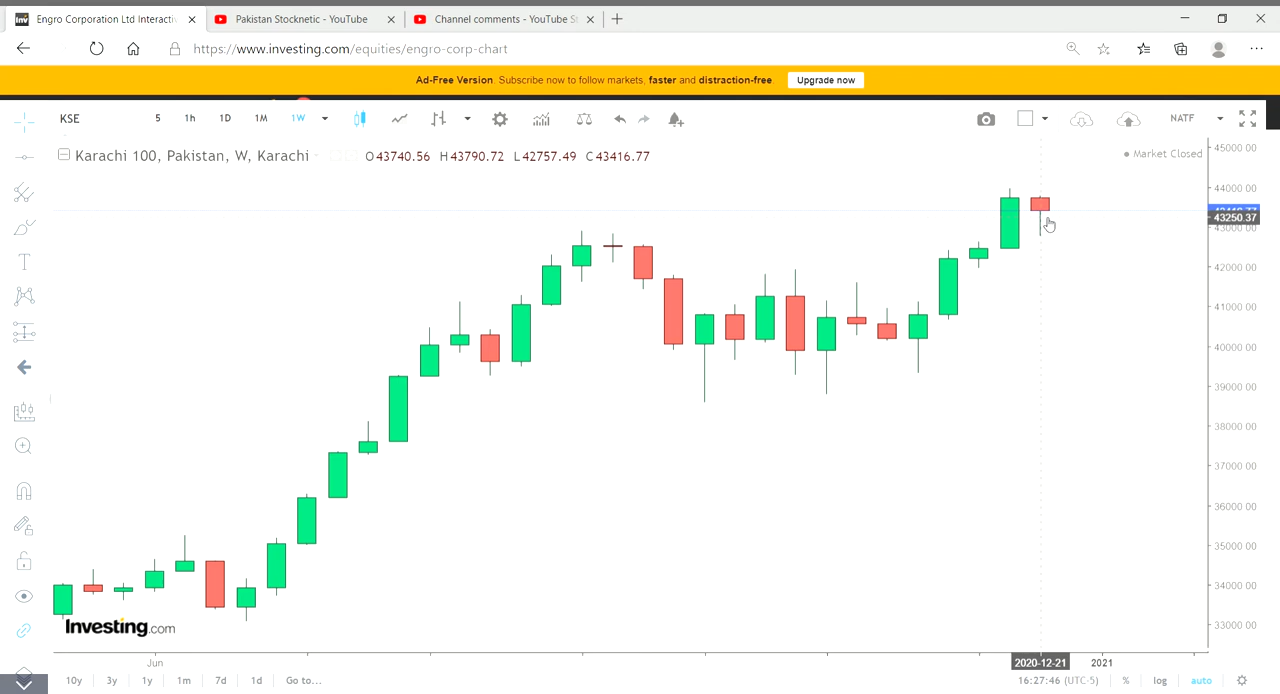 Engro Corporation Ltd Interactiv
Pakistan Stocknetic - YouTube
Channel comments - YouTube St
https://www.investing.com/equities/engro-corp-chart
Ad-Free Version. Subscribe now to follow markets, faster and distraction-free. Upgrade now
KSE 5 1h 1D 1M 1W NATF
Karachi 100, Pakistan, W, Karachi O43740.56 H43790.72 L42757.49 C43416.77
Market Closed
45000.00
44000.00
43250.37
43000.00
42000.00
41000.00
40000.00
39000.00
38000.00
37000.00
36000.00
35000.00
34000.00
33000.00
Investing.com
Jun 2020-12-21 2021
10y 3y 1y 1m 7d 1d Go to... 16:27:46 (UTC-5) % log auto